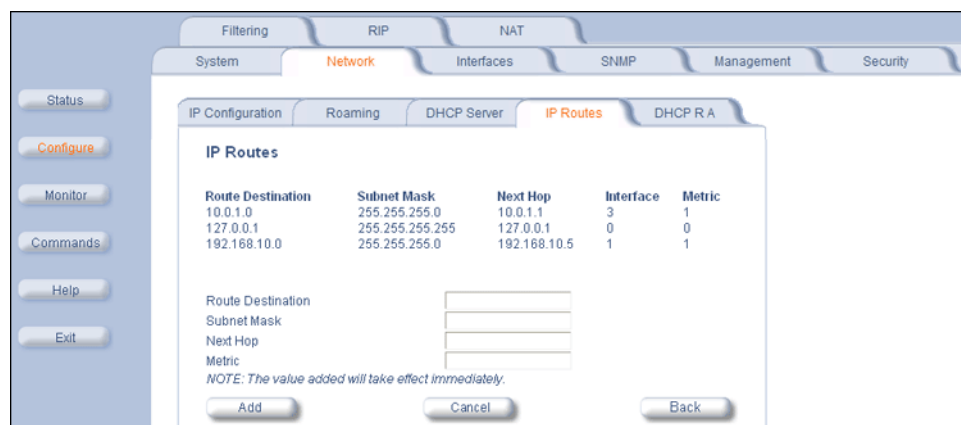 Filtering RIP NAT
System Network Interfaces SNMP Management Security
Status
Configure
Monitor
Commands
Help
Exit
IP Configuration Roaming DHCP Server IP Routes DHCP R A
IP Routes
Route Destination Subnet Mask Next Hop Interface Metric
10.0.1.0 255.255.255.0 10.0.1.1 3 1
127.0.0.1 255.255.255.255 127.0.0.1 0 0
192.168.10.0 255.255.255.0 192.168.10.5 1 1
Route Destination
Subnet Mask
Next Hop
Metric
NOTE: The value added will take effect immediately.
Add Cancel Back